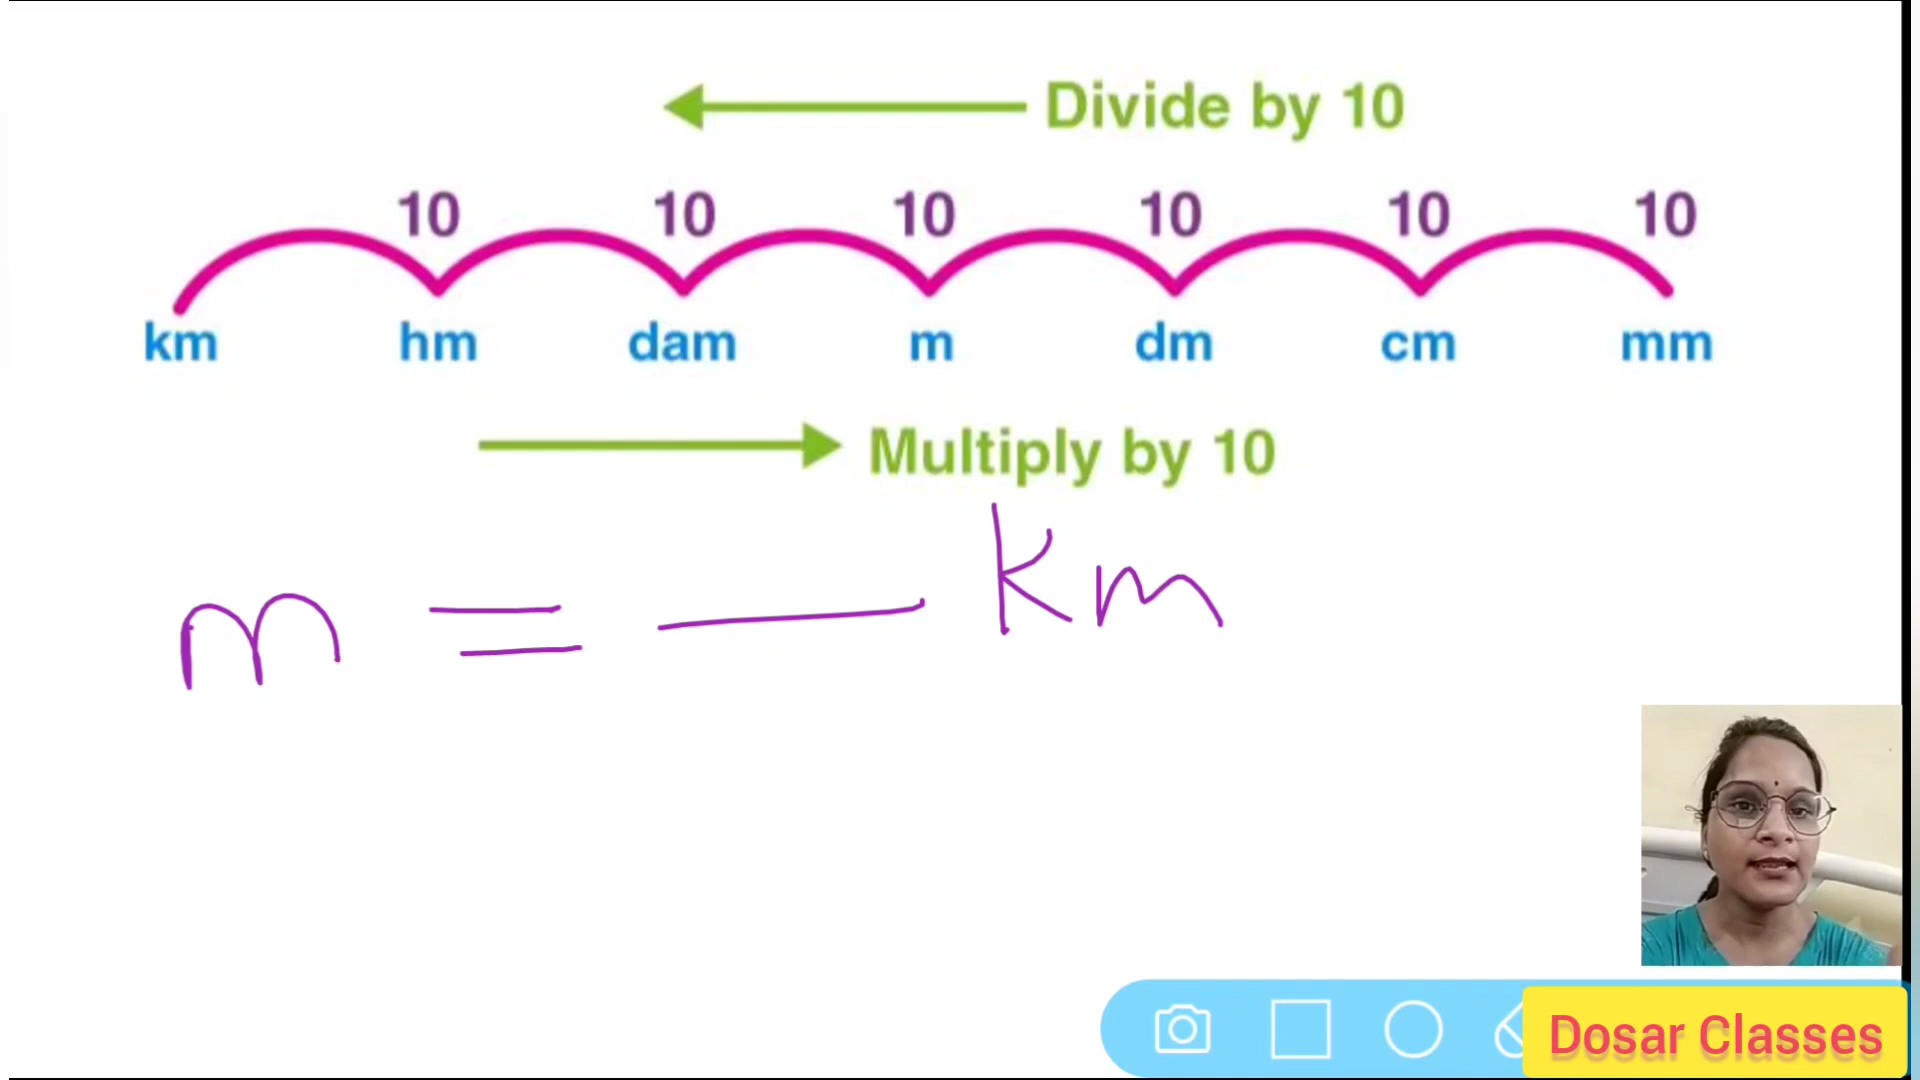 Divide by 10
10 10 10 10 10 10
km hm dam m dm cm mm
Multiply by 10
m = ___ km
Dosar Classes